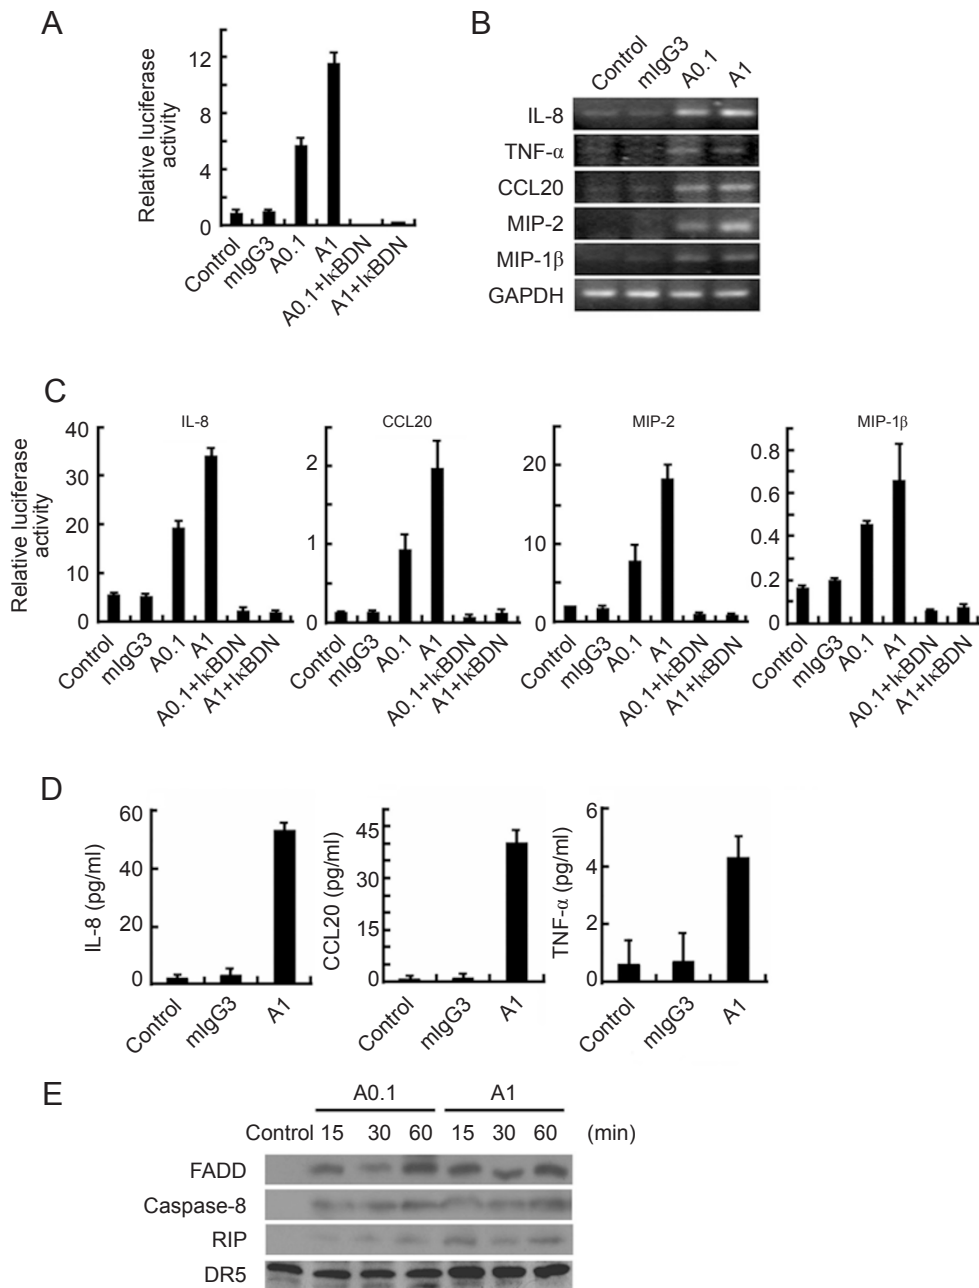 A
Relative luciferase activity
12
8
4
0
Control
mIgG3
A0.1
A1
A0.1+IκBDN
A1+IκBDN
B
Control
mIgG3
A0.1
A1
IL-8
TNF-α
CCL20
MIP-2
MIP-1β
GAPDH
C
Relative luciferase activity
IL-8
40
30
20
10
0
Control
mIgG3
A0.1
A1
A0.1+IκBDN
A1+IκBDN
CCL20
2
1
0
Control
mIgG3
A0.1
A1
A0.1+IκBDN
A1+IκBDN
MIP-2
20
10
0
Control
mIgG3
A0.1
A1
A0.1+IκBDN
A1+IκBDN
MIP-1β
0.8
0.6
0.4
0.2
0
Control
mIgG3
A0.1
A1
A0.1+IκBDN
A1+IκBDN
D
IL-8 (pg/ml)
60
40
20
0
Control
mIgG3
A1
CCL20 (pg/ml)
45
30
15
0
Control
mIgG3
A1
TNF-α (pg/ml)
6
4
2
0
Control
mIgG3
A1
E
A0.1 A1
Control 15 30 60 15 30 60 (min)
FADD
Caspase-8
RIP
DR5